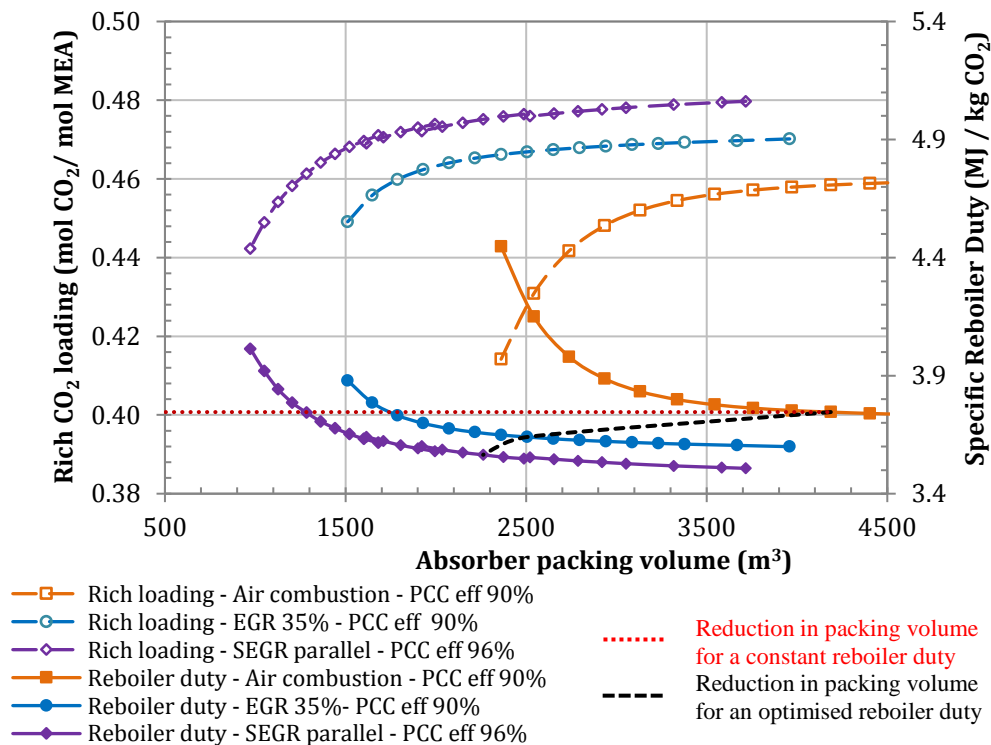 Rich CO2 loading (mol CO2/ mol MEA)
0.50
0.48
0.46
0.44
0.42
0.40
0.38
5.4
4.9
4.4
3.9
3.4
Specific Reboiler Duty (MJ / kg CO2)
500
1500
2500
3500
4500
Absorber packing volume (m3)
Rich loading - Air combustion - PCC eff 90%
Rich loading - EGR 35% - PCC eff 90%
Rich loading - SEGR parallel - PCC eff 96%
Reboiler duty - Air combustion - PCC eff 90%
Reboiler duty - EGR 35%- PCC eff 90%
Reboiler duty - SEGR parallel - PCC eff 96%
Reduction in packing volume
for a constant reboiler duty
Reduction in packing volume
for an optimised reboiler duty